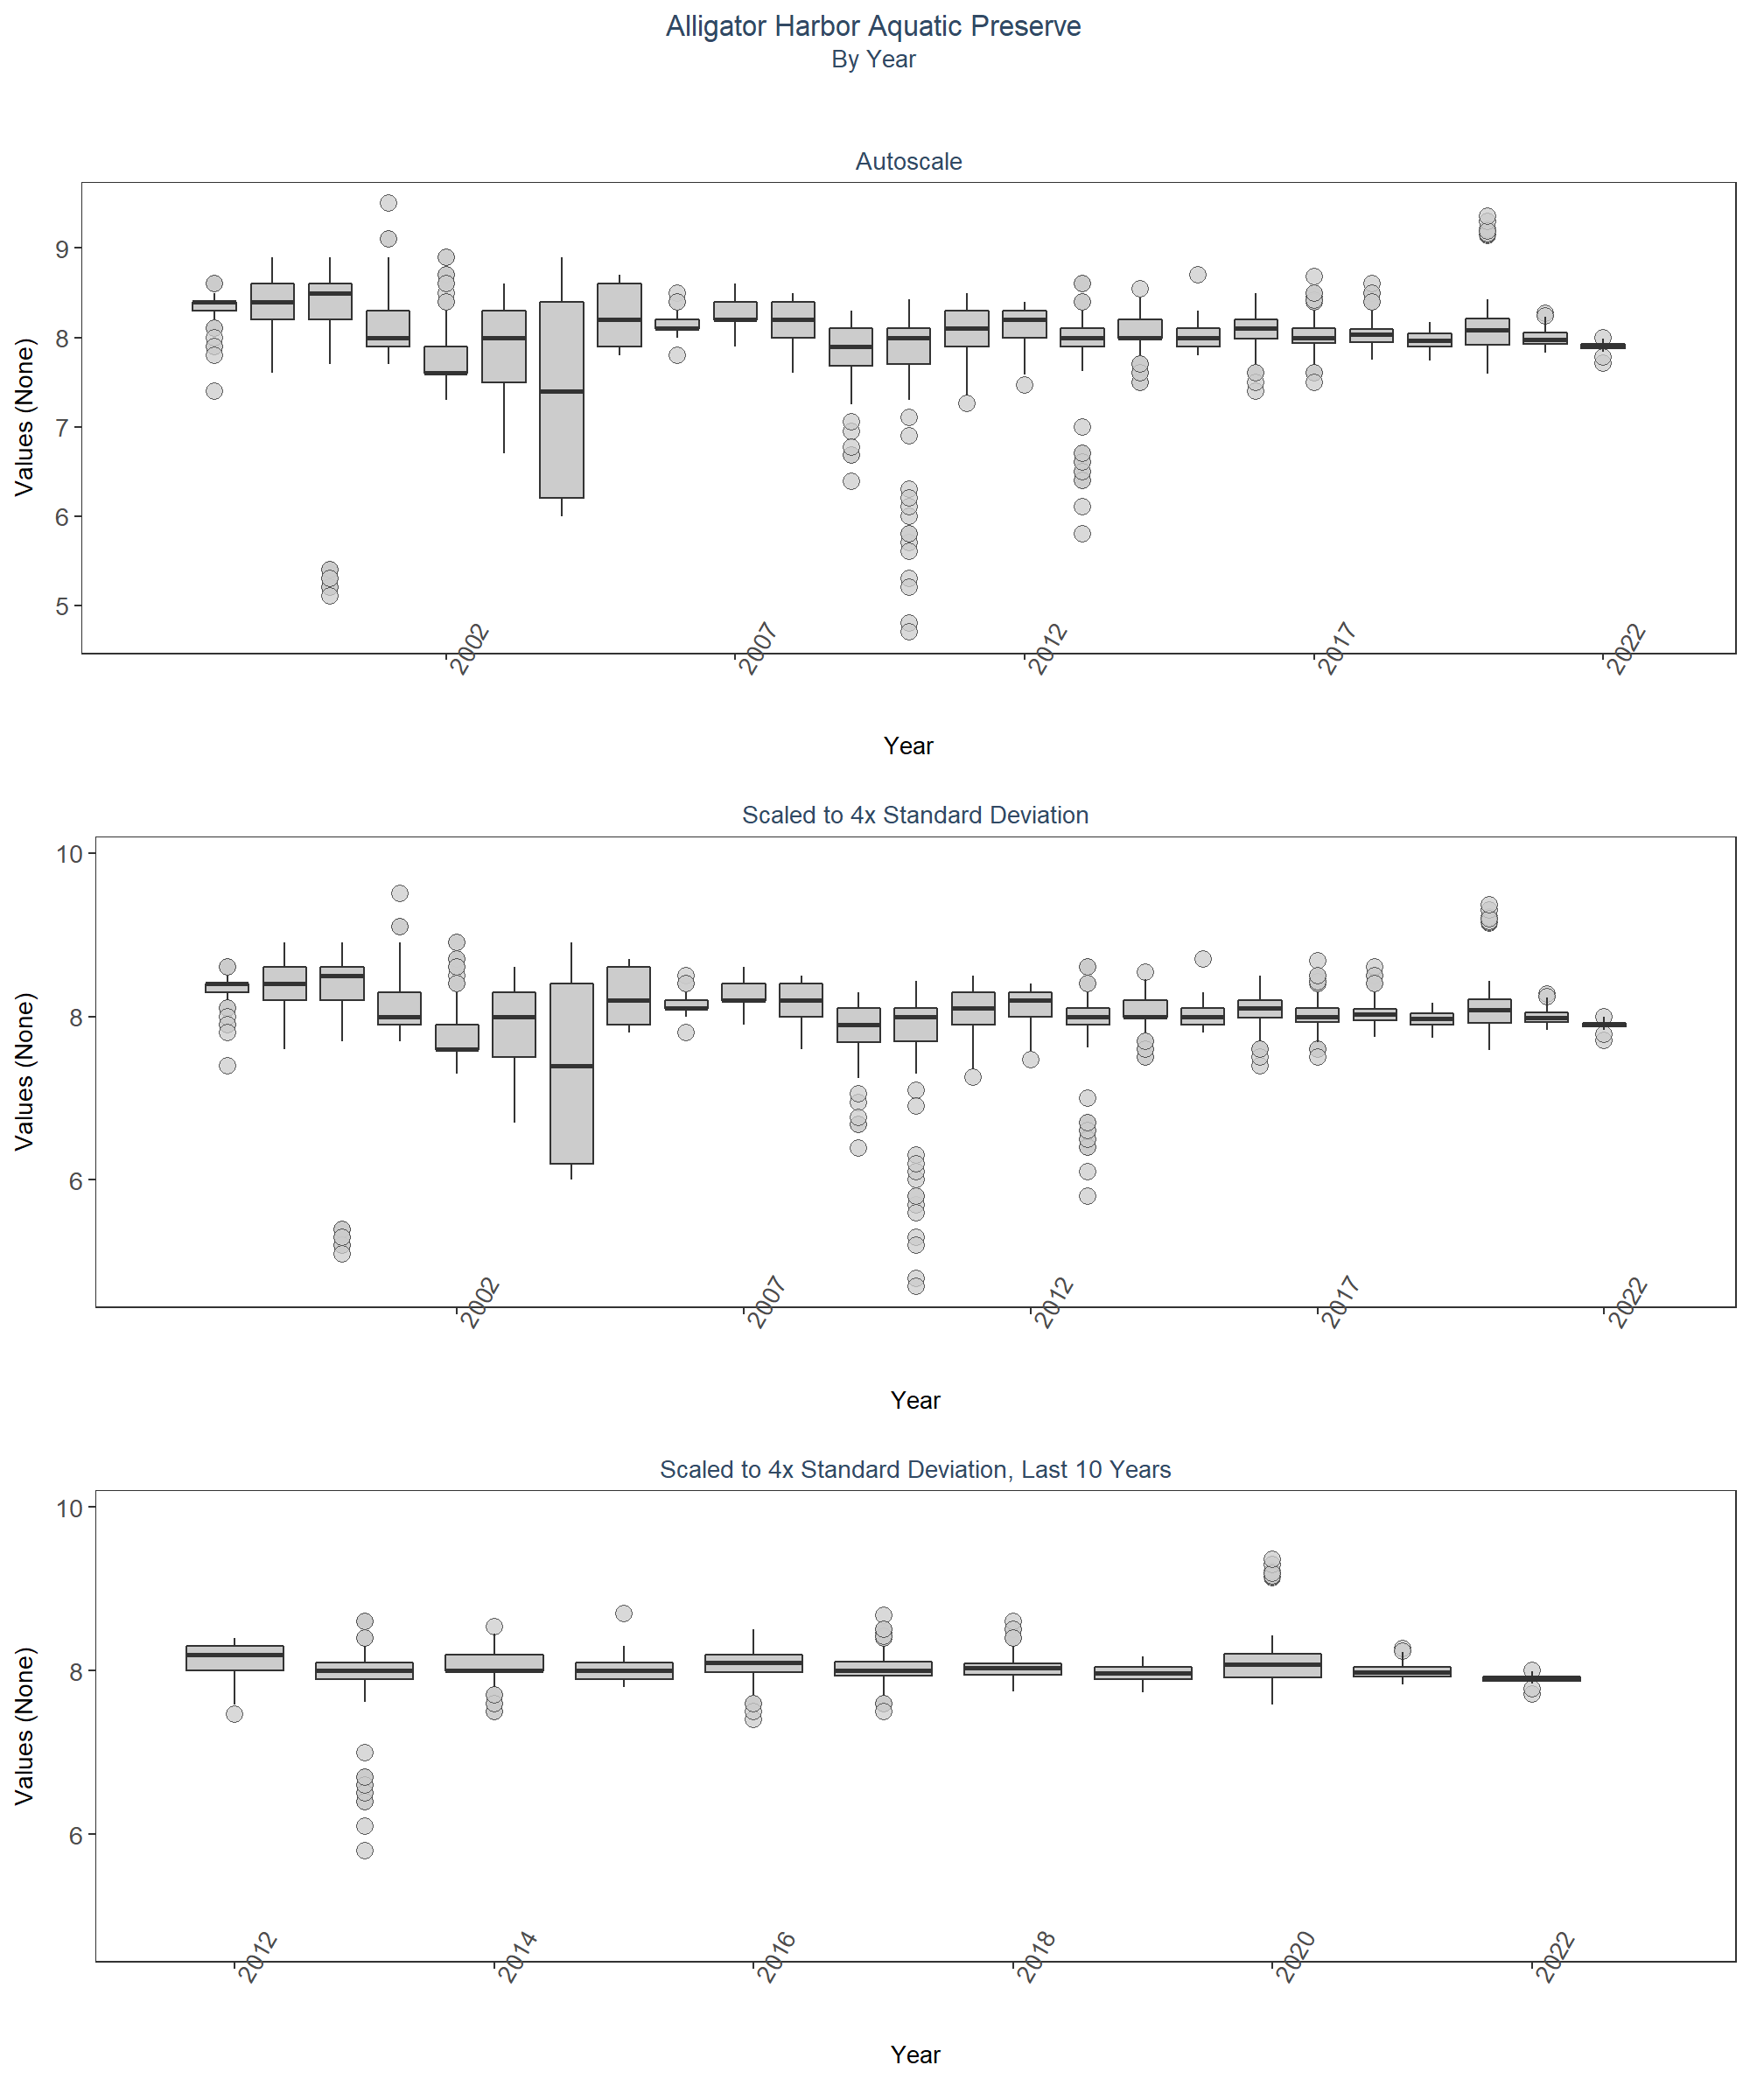 Alligator Harbor Aquatic Preserve
By Year
Autoscale
Values (None)
9
8
7
6
5
2002 2007 2012 2017 2022
Year
Scaled to 4x Standard Deviation
Values (None)
10
8
6
2002 2007 2012 2017 2022
Year
Scaled to 4x Standard Deviation, Last 10 Years
Values (None)
10
8
6
2012 2014 2016 2018 2020 2022
Year